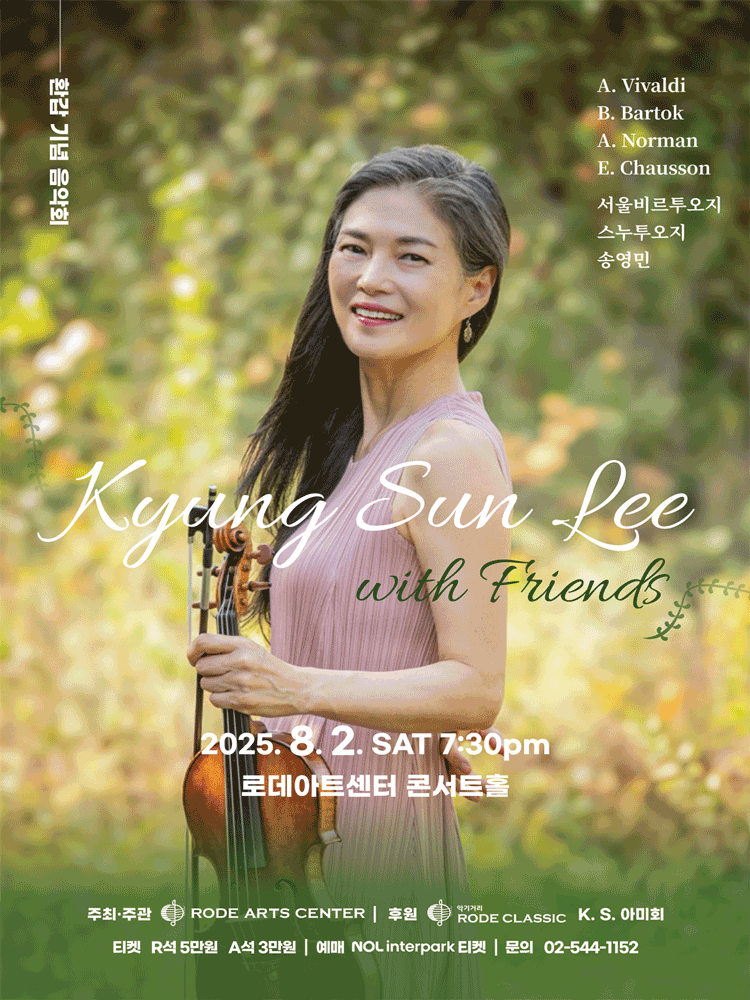 환갑 기념 음악회
A. Vivaldi
B. Bartok
A. Norman
E. Chausson
서울비르투오지
스누투오지
송영민
Kyung Sun Lee
with Friends
2025. 8. 2. SAT 7:30pm
로데아트센터 콘서트홀
주최·주관 RODE ARTS CENTER | 후원 악기거리 RODE CLASSIC K. S. 아미회
티켓 R석 5만원 A석 3만원 | 예매 NOL interpark 티켓 | 문의 02-544-1152